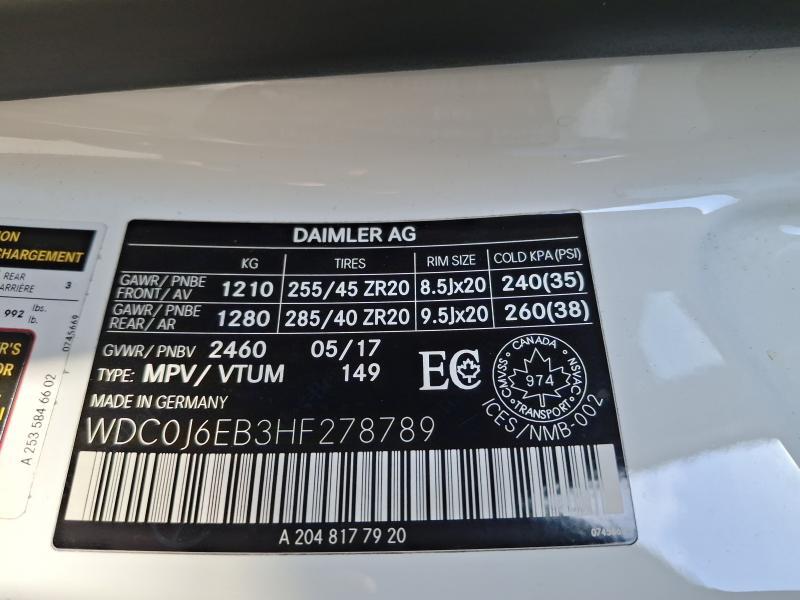 ON
CHARGEMENT
REAR
ARRIÈRE
3
992 lbs.
lb.
0745669
R'S
OR
A 253 584 66 02
DAIMLER AG
KG TIRES RIM SIZE COLD KPA(PSI)
GAWR/PNBE
FRONT/AV 1210 255/45 ZR20 8.5Jx20 240(35)
GAWR/PNBE
REAR/AR 1280 285/40 ZR20 9.5Jx20 260(38)
GVWR/PNBV 2460 05/17
TYPE: MPV/VTUM 149
EC
CANADA
CMVSS 974 NSVAC
TRANSPORT
ICES/NMB-002
MADE IN GERMANY
WDC0J6EB3HF278789
A 204 817 79 20